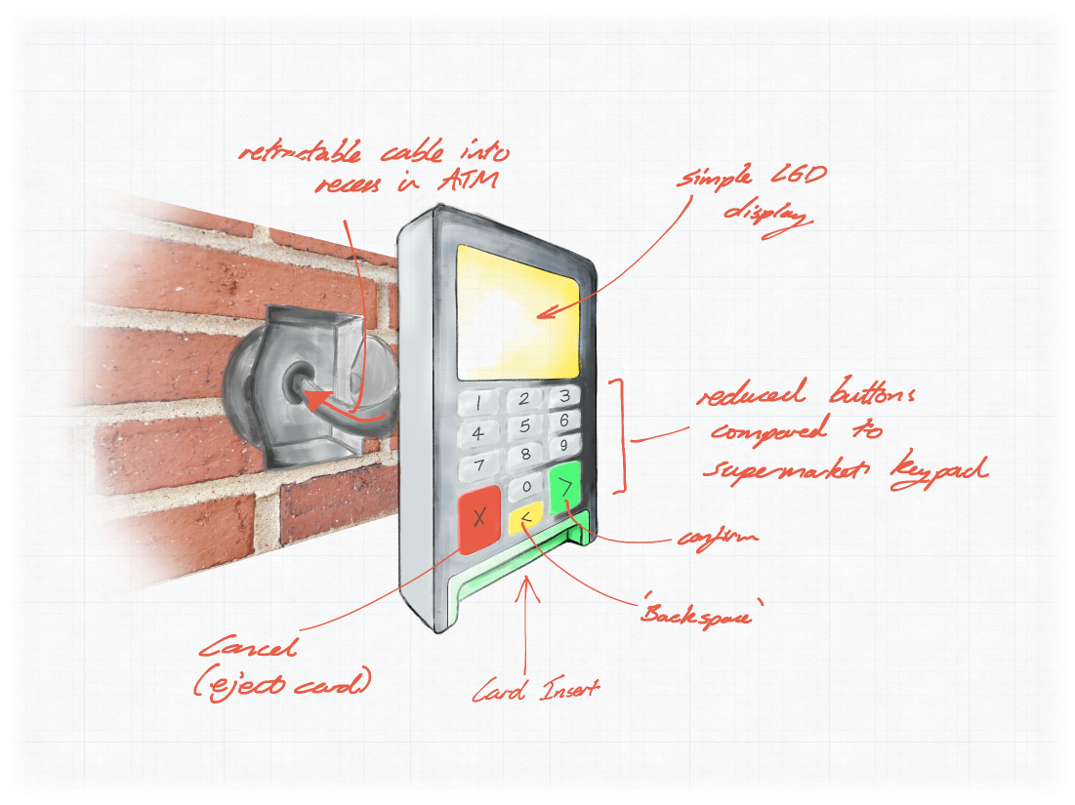 retractable cable into
recess in ATM
simple LCD
display
1 2 3
4 5 6
7 8 9
0
X < >
reduced buttons
compared to
supermarket keypad
confirm
'Backspace'
Cancel
(eject card)
Card Insert